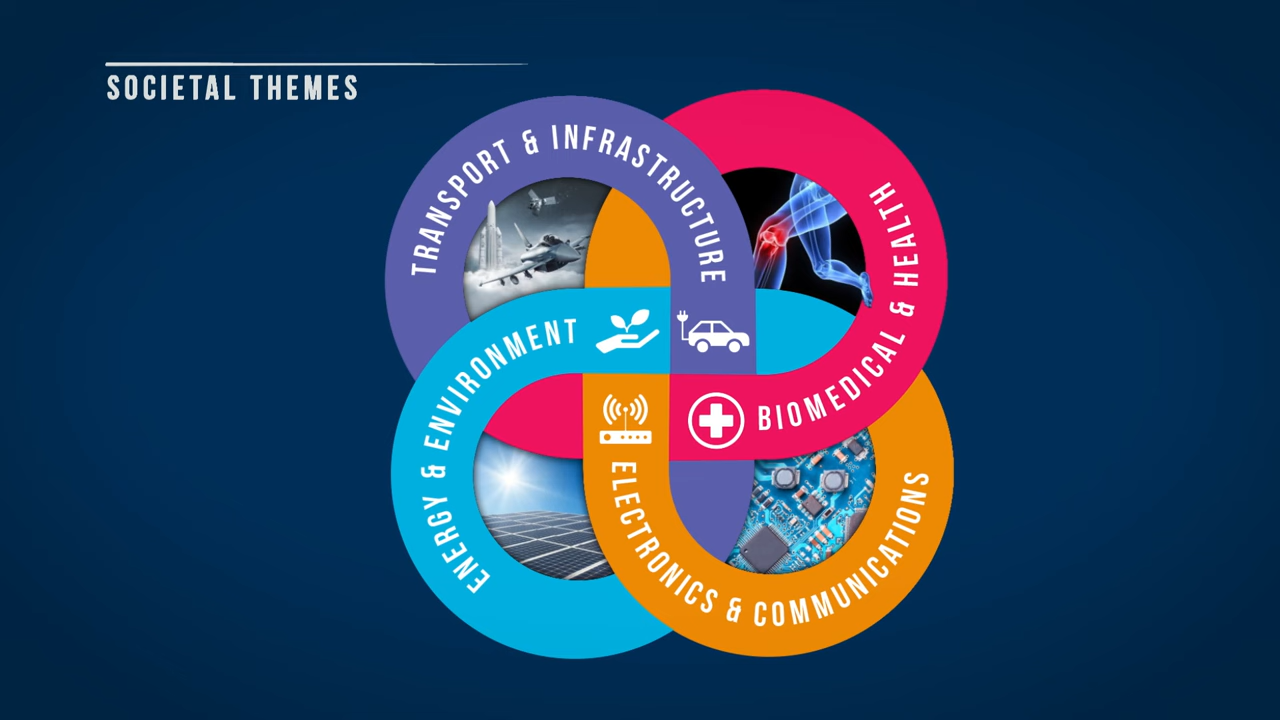 SOCIETAL THEMES
TRANSPORT & INFRASTRUCTURE
BIOMEDICAL & HEALTH
ENERGY & ENVIRONMENT
ELECTRONICS & COMMUNICATIONS